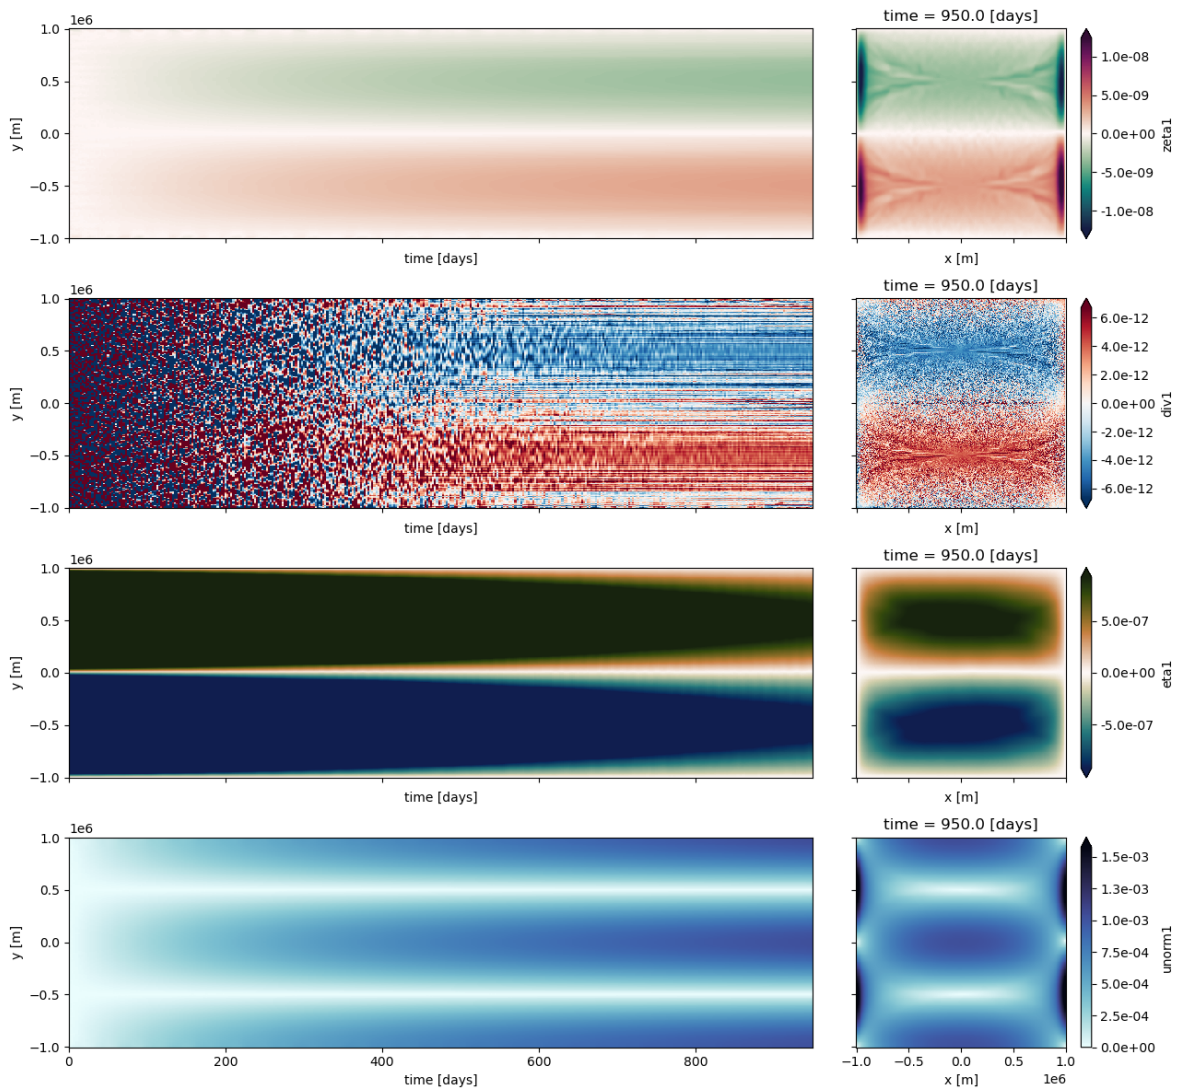 1e6
1.0
0.5
0.0
−0.5
−1.0
y [m]
time [days]
time = 950.0 [days]
x [m]
1.0e-08
5.0e-09
0.0e+00
-5.0e-09
-1.0e-08
zeta1
1e6
1.0
0.5
0.0
−0.5
−1.0
y [m]
time [days]
time = 950.0 [days]
x [m]
6.0e-12
4.0e-12
2.0e-12
0.0e+00
-2.0e-12
-4.0e-12
-6.0e-12
div1
1e6
1.0
0.5
0.0
−0.5
−1.0
y [m]
time [days]
time = 950.0 [days]
x [m]
5.0e-07
0.0e+00
-5.0e-07
eta1
1e6
1.0
0.5
0.0
−0.5
−1.0
y [m]
0 200 400 600 800
time [days]
time = 950.0 [days]
−1.0 −0.5 0.0 0.5 1.0
x [m]
1e6
1.5e-03
1.3e-03
1.0e-03
7.5e-04
5.0e-04
2.5e-04
0.0e+00
unorm1